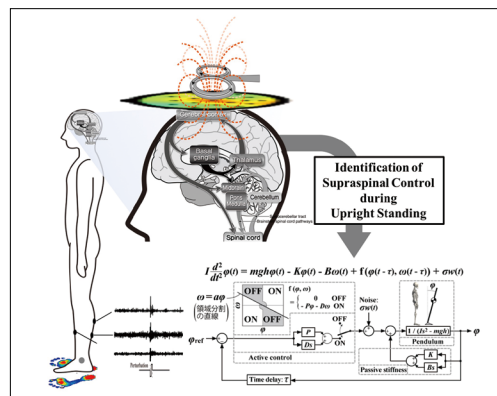 Cerebral cortex
Basal
ganglia
Thalamus
Midbrain
Pons
Medulla
Cerebellum
Spinal cord
Identification of
Supraspinal Control
during
Upright Standing
I d²/dt² φ(t) = mghφ(t) - Kφ(t) - Bω(t) + f(φ(t - τ), ω(t - τ)) + σw(t)
ω
OFF ON
ON OFF
φ
ω=aφ
(領域分割
の直線)
f (φ, ω)
= { 0 OFF
- Pφ - Dω ON
Noise:
σw(t)
φ
1 / (Is² - mgh)
Pendulum
φref
P
Ds
OFF
ON
Active control
K
Bs
Passive stiffness
φ
Time delay: τ
Perturbation